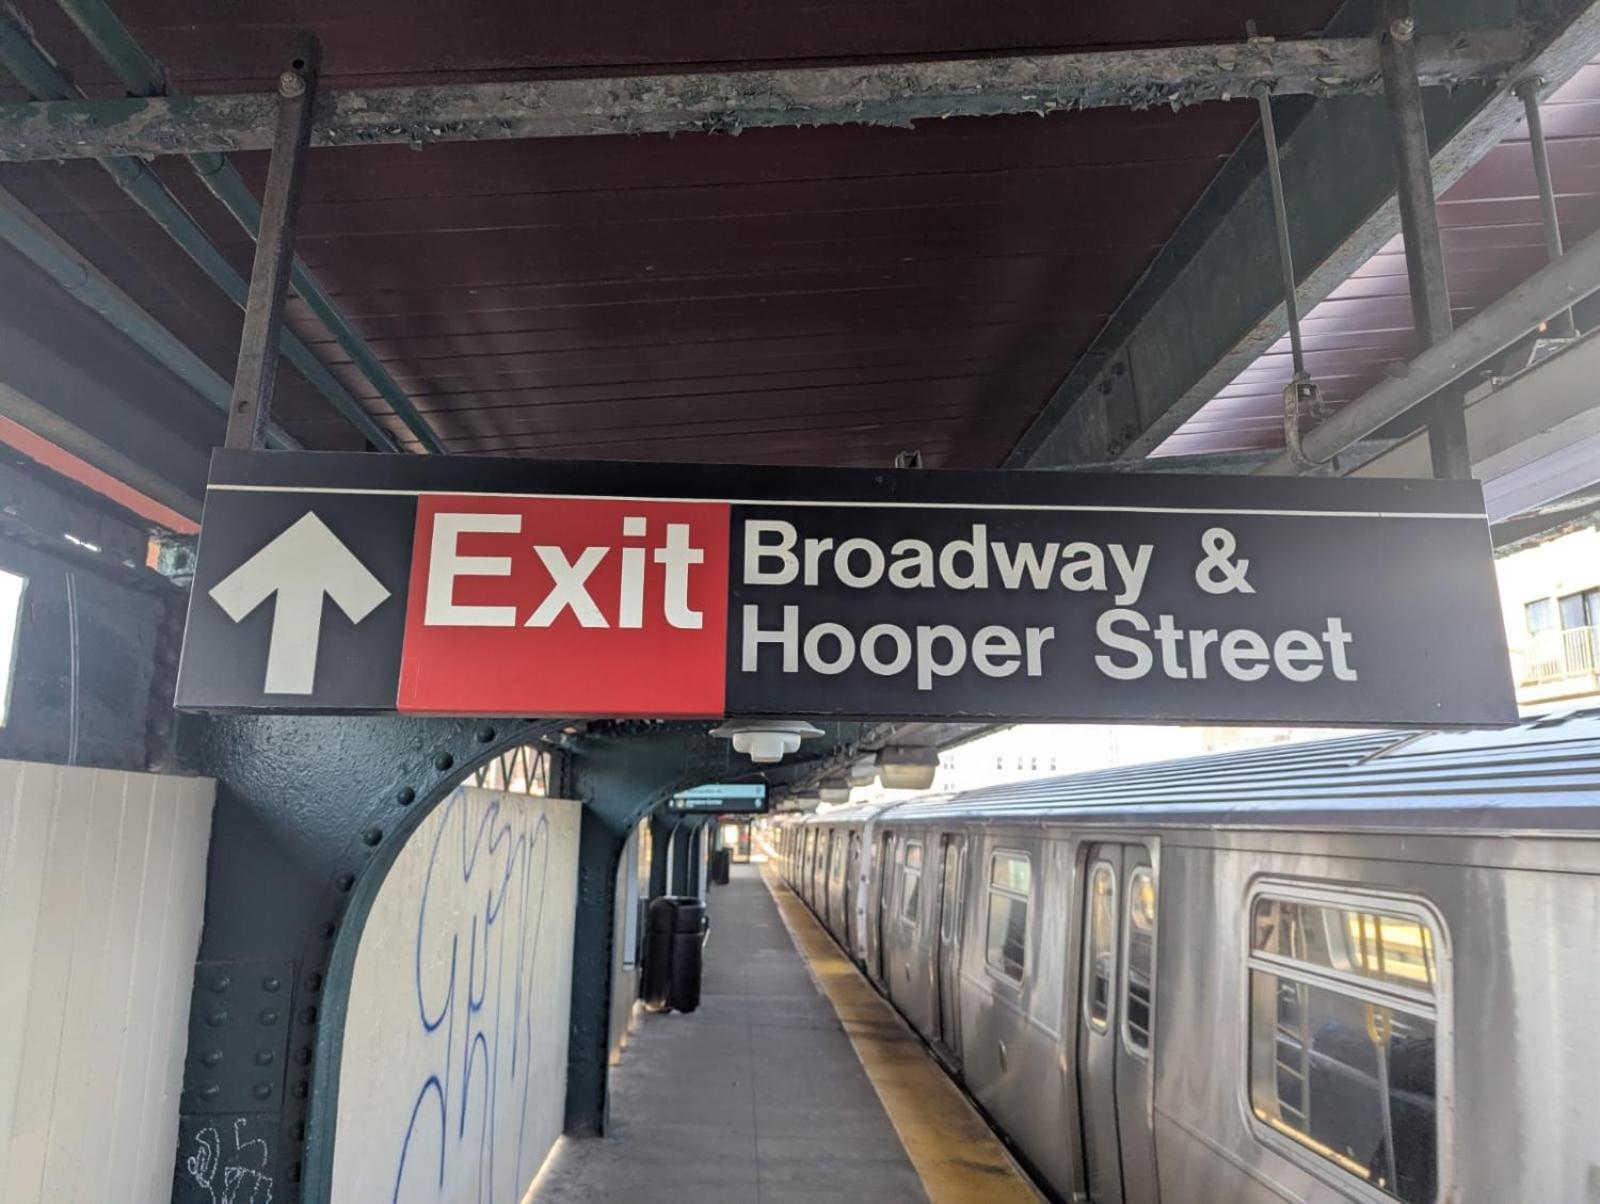 Exit
Broadway &
Hooper Street